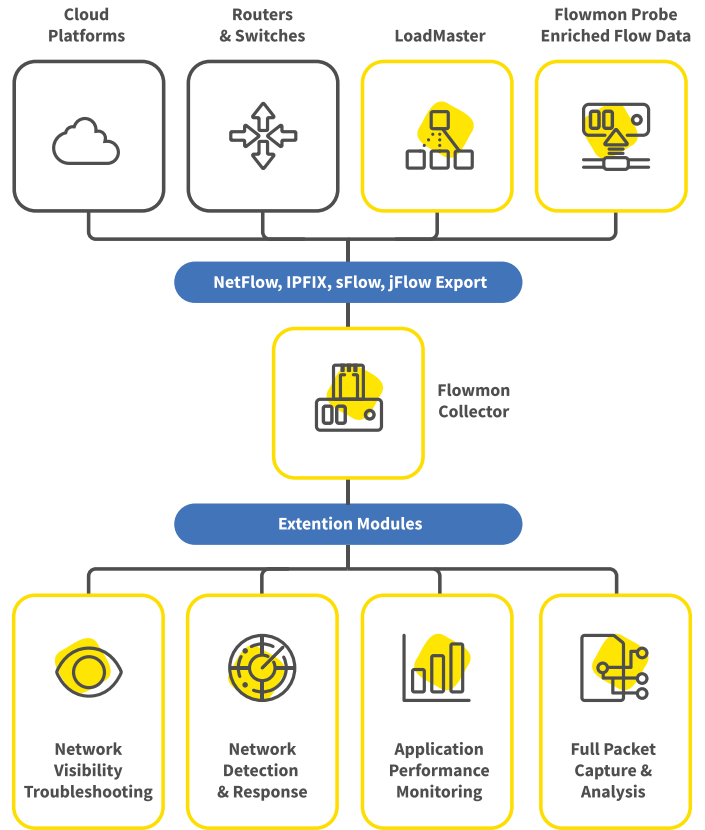 Cloud
Platforms
Routers
& Switches
LoadMaster
Flowmon Probe
Enriched Flow Data
NetFlow, IPFIX, sFlow, jFlow Export
Flowmon
Collector
Extention Modules
Network
Visibility
Troubleshooting
Network
Detection
& Response
Application
Performance
Monitoring
Full Packet
Capture &
Analysis